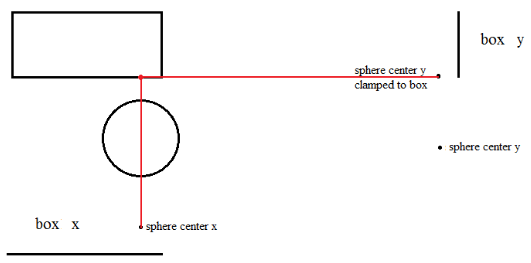 box y
sphere center y
clamped to box
sphere center y
sphere center x
box x